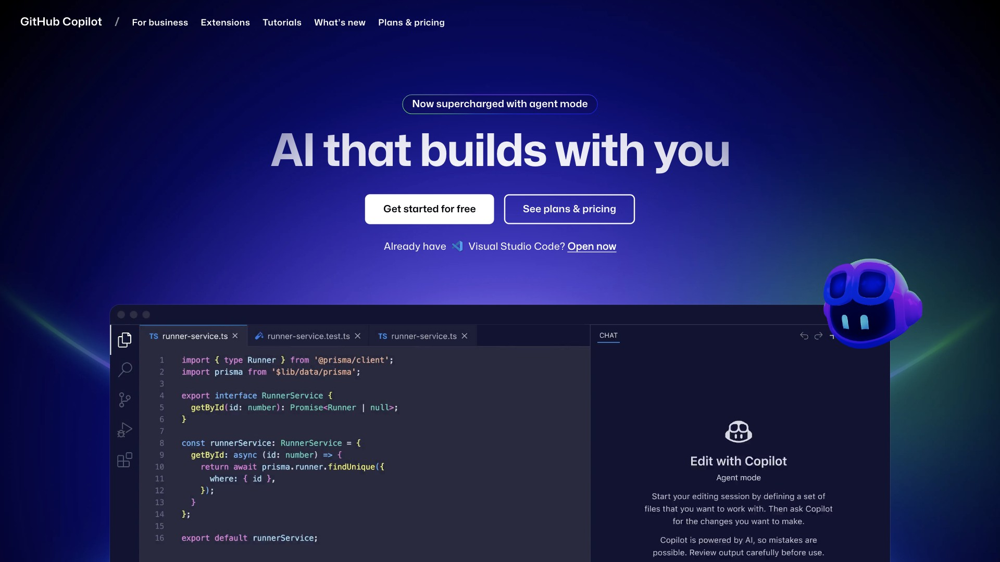 GitHub Copilot / For business Extensions Tutorials What's new Plans & pricing
Now supercharged with agent mode
AI that builds with you
Get started for free See plans & pricing
Already have Visual Studio Code? Open now
TS runner-service.ts runner-service.test.ts TS runner-service.ts
1 import { type Runner } from '@prisma/client';
2 import prisma from '$lib/data/prisma';
3
4 export interface RunnerService {
5 getById(id: number): Promise<Runner | null>;
6 }
7
8 const runnerService: RunnerService = {
9 getById: async (id: number) => {
10 return await prisma.runner.findUnique({
11 where: { id },
12 });
13 }
14 };
15
16 export default runnerService;
CHAT
Edit with Copilot
Agent mode
Start your editing session by defining a set of
files that you want to work with. Then ask Copilot
for the changes you want to make.
Copilot is powered by AI, so mistakes are
possible. Review output carefully before use.